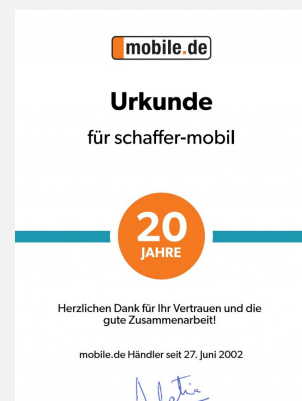 mobile.de
Urkunde
für schaffer-mobil
20
JAHRE
Herzlichen Dank für Ihr Vertrauen und die
gute Zusammenarbeit!
mobile.de Händler seit 27. Juni 2002